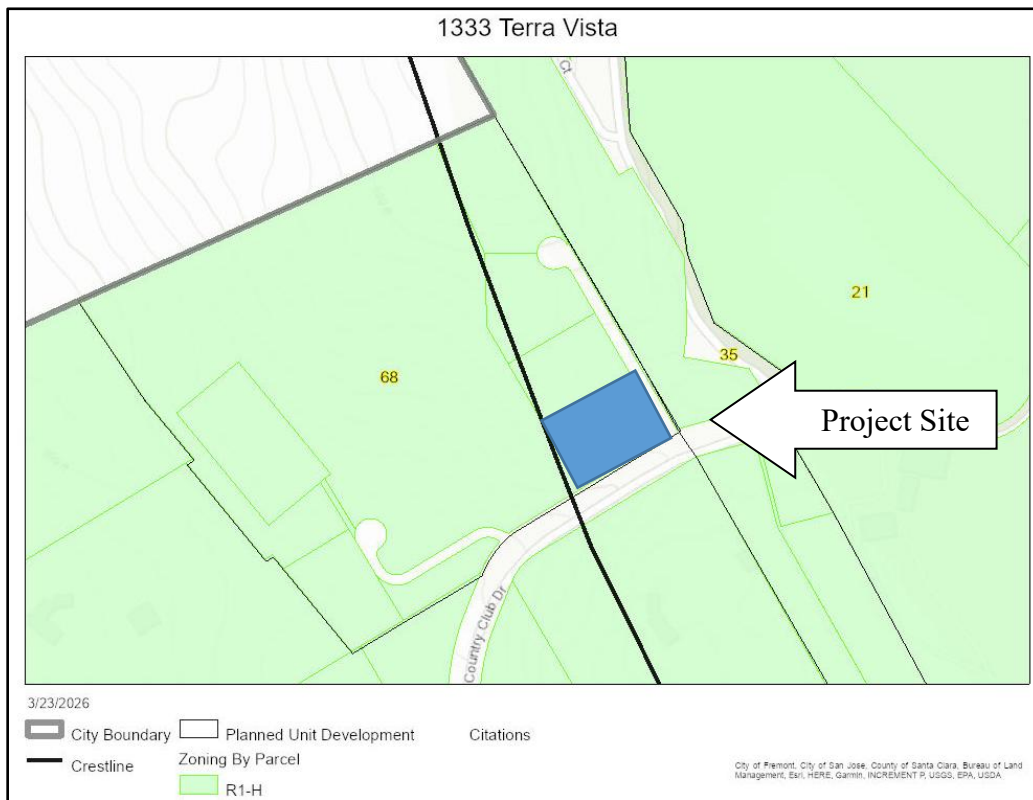 1333 Terra Vista
Ct
21
35
68
Project Site
Country Club Dr
3/23/2026
City Boundary
Planned Unit Development
Citations
Crestline
Zoning By Parcel
R1-H
City of Fremont, City of San Jose, County of Santa Clara, Bureau of Land
Management, Esri, HERE, Garmin, INCREMENT P, USGS, EPA, USDA